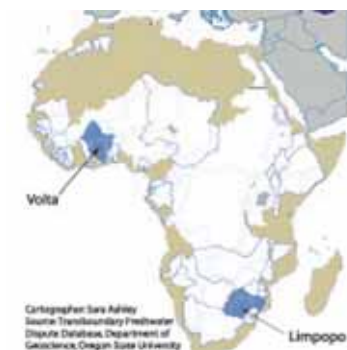 Volta
Limpopo
Cartographer: Sara Ashley
Source: Transboundary Freshwater
Dispute Database, Department of
Geoscience, Oregon State University